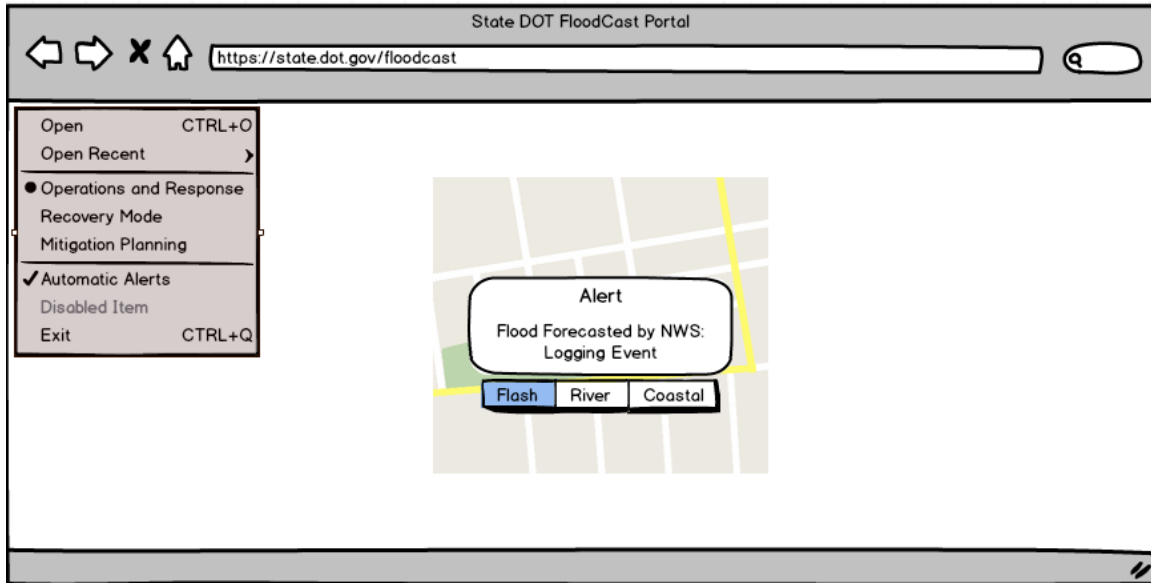 State DOT FloodCast Portal
https://state.dot.gov/floodcast
Open CTRL+O
Open Recent
Operations and Response
Recovery Mode
Mitigation Planning
Automatic Alerts
Disabled Item
Exit CTRL+Q
Alert
Flood Forecasted by NWS:
Logging Event
Flash River Coastal